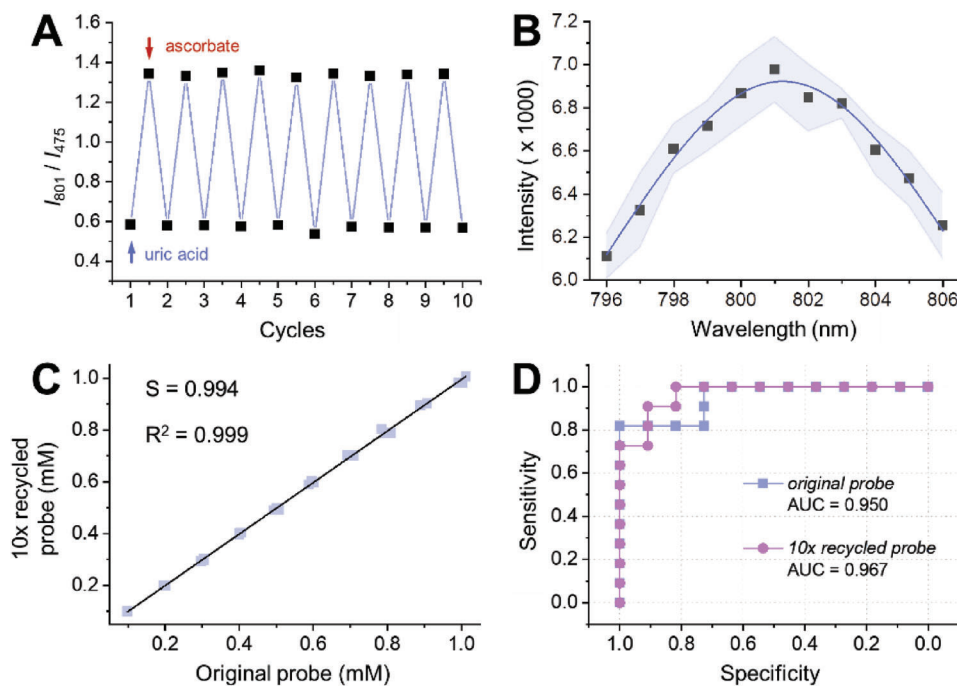 A
ascorbate
uric acid
I801 / I475
1.6
1.4
1.2
1.0
0.8
0.6
0.4
1 2 3 4 5 6 7 8 9 10
Cycles
B
Intensity ( x 1000)
7.2
7.0
6.8
6.6
6.4
6.2
6.0
796 798 800 802 804 806
Wavelength (nm)
C
S = 0.994
R² = 0.999
10x recycled
probe (mM)
1.0
0.8
0.6
0.4
0.2
0.2 0.4 0.6 0.8 1.0
Original probe (mM)
D
Sensitivity
1.0
0.8
0.6
0.4
0.2
0.0
original probe
AUC = 0.950
10x recycled probe
AUC = 0.967
1.0 0.8 0.6 0.4 0.2 0.0
Specificity